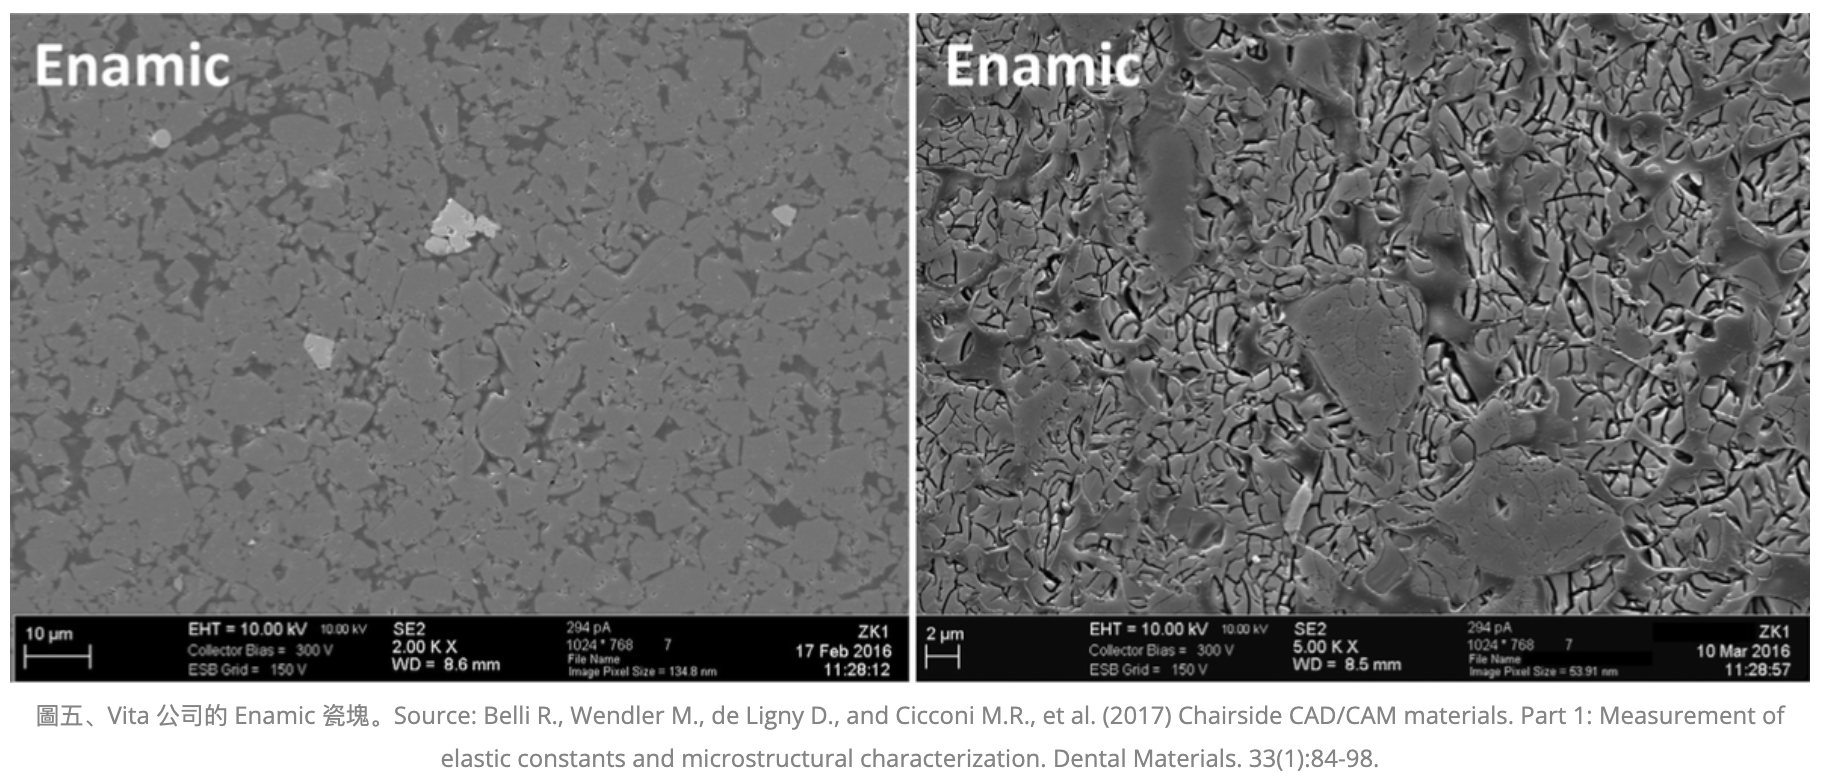 Enamic
10 µm
EHT = 10.00 kV 10.00 kV
Collector Bias = 300 V
ESB Grid = 150 V
SE2
2.00 K X
WD = 8.6 mm
294 pA
1024 * 768 7
File Name
Image Pixel Size = 134.8 nm
ZK1
17 Feb 2016
11:28:12
Enamic
2 µm
EHT = 10.00 kV 10.00 kV
Collector Bias = 300 V
ESB Grid = 150 V
SE2
5.00 K X
WD = 8.5 mm
294 pA
1024 * 768 7
File Name
Image Pixel Size = 53.91 nm
ZK1
10 Mar 2016
11:28:57
圖五、Vita 公司的 Enamic 瓷塊。Source: Belli R., Wendler M., de Ligny D., and Cicconi M.R., et al. (2017) Chairside CAD/CAM materials. Part 1: Measurement of
elastic constants and microstructural characterization. Dental Materials. 33(1):84-98.